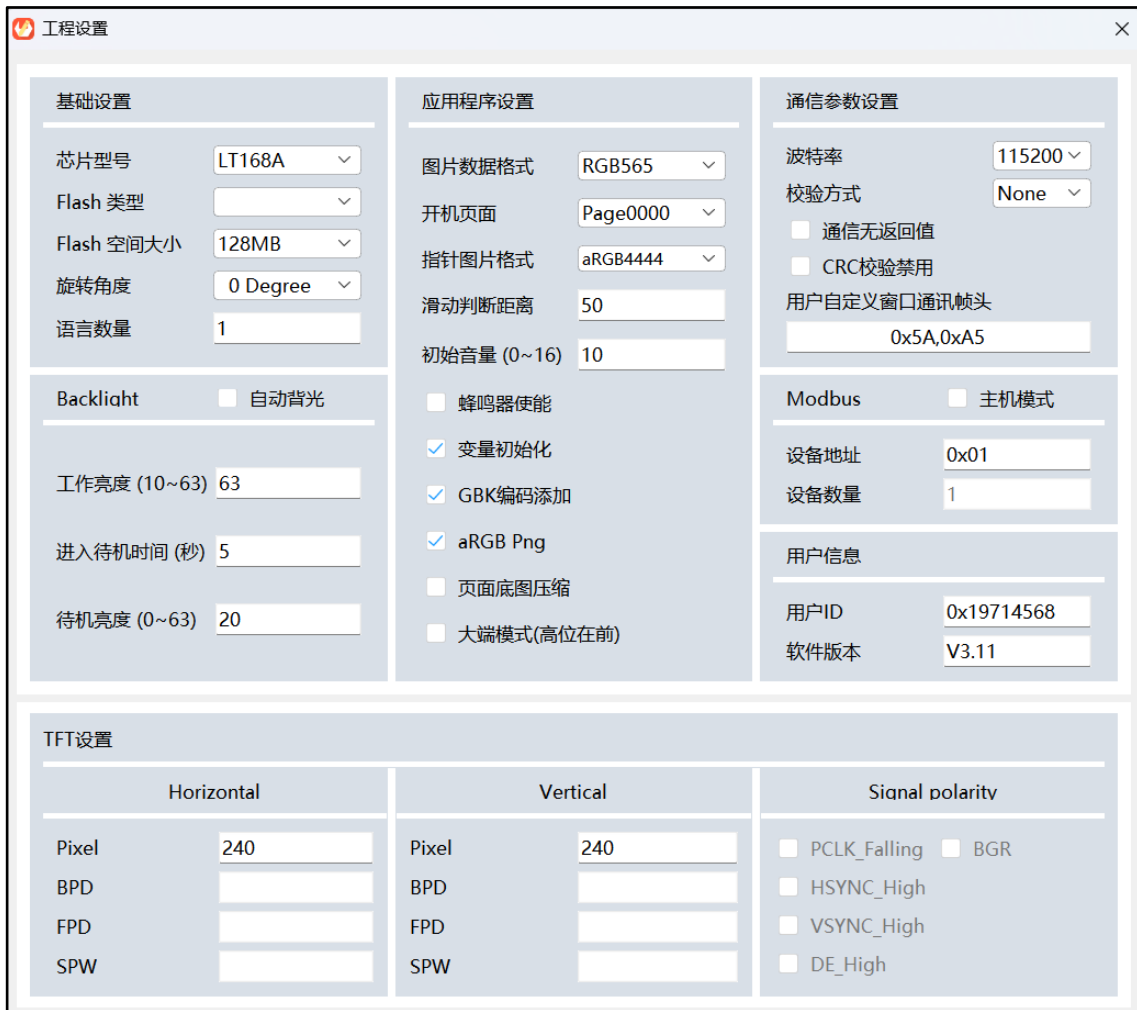 工程设置
基础设置
芯片型号 LT168A
Flash 类型
Flash 空间大小 128MB
旋转角度 0 Degree
语言数量 1
Backlight 自动背光
工作亮度 (10~63) 63
进入待机时间 (秒) 5
待机亮度 (0~63) 20
应用程序设置
图片数据格式 RGB565
开机页面 Page0000
指针图片格式 aRGB4444
滑动判断距离 50
初始音量 (0~16) 10
蜂鸣器使能
变量初始化
GBK编码添加
aRGB Png
页面底图压缩
大端模式(高位在前)
通信参数设置
波特率 115200
校验方式 None
通信无返回值
CRC校验禁用
用户自定义窗口通讯帧头
0x5A,0xA5
Modbus 主机模式
设备地址 0x01
设备数量 1
用户信息
用户ID 0x19714568
软件版本 V3.11
TFT设置
Horizontal
Pixel 240
BPD
FPD
SPW
Vertical
Pixel 240
BPD
FPD
SPW
Signal polarity
PCLK_Falling BGR
HSYNC_High
VSYNC_High
DE_High